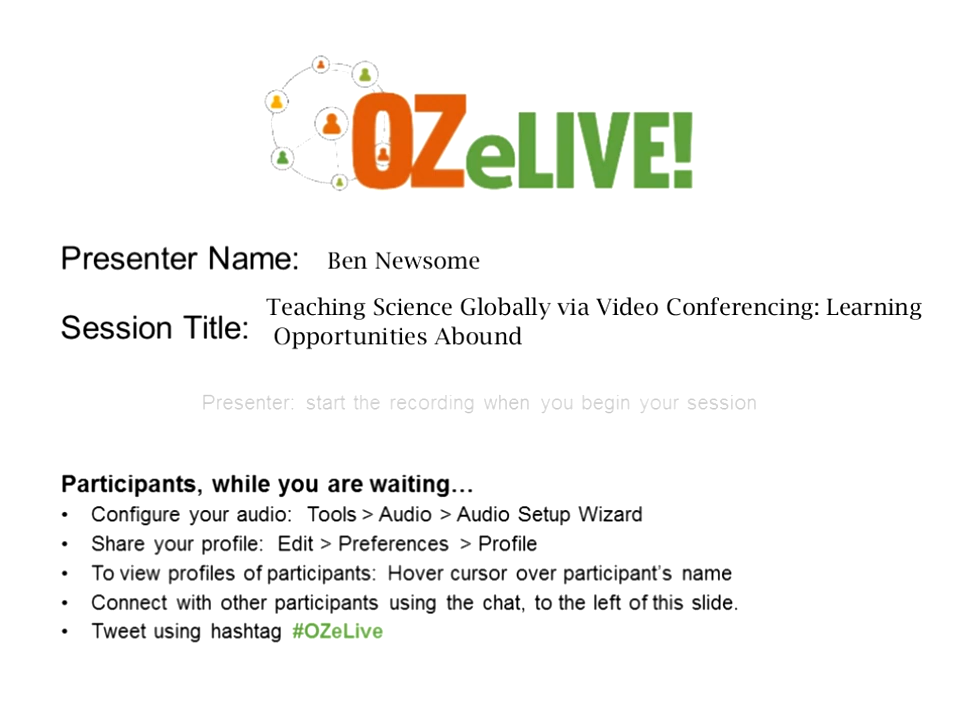 OZeLIVE!
Presenter Name: Ben Newsome
Session Title: Teaching Science Globally via Video Conferencing: Learning
Opportunities Abound
Presenter: start the recording when you begin your session
Participants, while you are waiting…
• Configure your audio: Tools > Audio > Audio Setup Wizard
• Share your profile: Edit > Preferences > Profile
• To view profiles of participants: Hover cursor over participant's name
• Connect with other participants using the chat, to the left of this slide.
• Tweet using hashtag #OZeLive